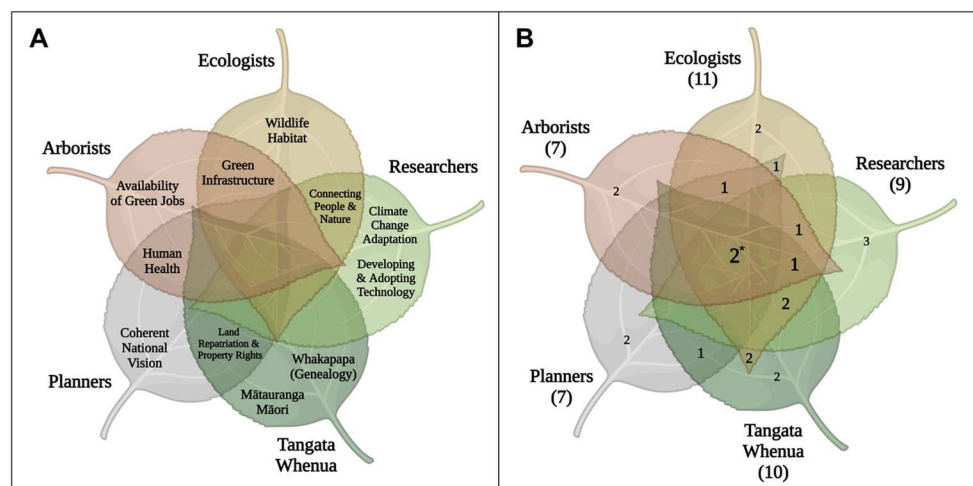 A
Ecologists
Wildlife
Habitat
Arborists
Green
Infrastructure
Researchers
Availability
of Green Jobs
Connecting
People &
Nature
Climate
Change
Adaptation
Human
Health
Developing
& Adopting
Technology
Coherent
National
Vision
Land
Repatriation &
Property Rights
Whakapapa
(Genealogy)
Planners
Mātauranga
Māori
Tangata
Whenua
B
Ecologists
(11)
2
Arborists
(7)
1
Researchers
(9)
2
1
1
3
2*
1
2
2
1
2
2
Planners
(7)
Tangata
Whenua
(10)